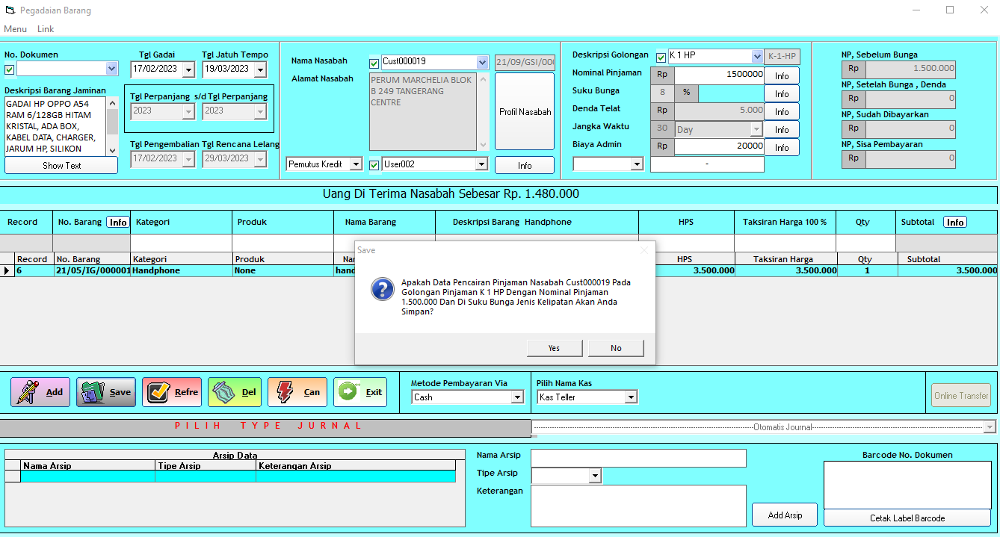 Pegadaian Barang
Menu Link
No. Dokumen
Tgl Gadai Tgl Jatuh Tempo
17/02/2023 19/03/2023
Deskripsi Barang Jaminan
GADAI HP OPPO A54
RAM 6/128GB HITAM
KRISTAL, ADA BOX,
KABEL DATA, CHARGER,
JARUM HP, SILIKON
Show Text
Tgl Perpanjang s/d Tgl Perpanjang
2023 2023
Tgl Pengembalian Tgl Rencana Lelang
17/02/2023 29/03/2023
Nama Nasabah
Cust000019
21/09/GSI/00
Alamat Nasabah
PERUM MARCHELIA BLOK
B 249 TANGERANG
CENTRE
Profil Nasabah
Pemutus Kredit
User002
Info
Deskripsi Golongan K 1 HP K-1-HP
Nominal Pinjaman Rp 1500000 Info
Suku Bunga 8 % Info
Denda Telat Rp 5.000 Info
Jangka Waktu 30 Day Info
Biaya Admin Rp 20000 Info
-
NP, Sebelum Bunga
Rp 1.500.000
NP, Setelah Bunga , Denda
Rp 0
NP, Sudah Dibayarkan
Rp 0
NP, Sisa Pembayaran
Rp 0
Uang Di Terima Nasabah Sebesar Rp. 1.480.000
Record No. Barang Info Kategori Produk Nama Barang Deskripsi Barang Handphone HPS Taksiran Harga 100 % Qty Subtotal Info
Record No. Barang Kategori Produk Nar HPS Taksiran Harga Qty Subtotal
6 21/05/IG/000001 Handphone None hand 3.500.000 3.500.000 1 3.500.000
Save
Apakah Data Pencairan Pinjaman Nasabah Cust000019 Pada
Golongan Pinjaman K 1 HP Dengan Nominal Pinjaman
1.500.000 Dan Di Suku Bunga Jenis Kelipatan Akan Anda
Simpan?
Yes No
Add Save Refre Del Can Exit
Metode Pembayaran Via
Cash
Pilih Nama Kas
Kas Teller
Online Transfer
PILIH TYPE JURNAL
Otomatis Journal
Arsip Data
Nama Arsip Tipe Arsip Keterangan Arsip
Nama Arsip
Tipe Arsip
Keterangan
Add Arsip
Barcode No. Dokumen
Cetak Label Barcode